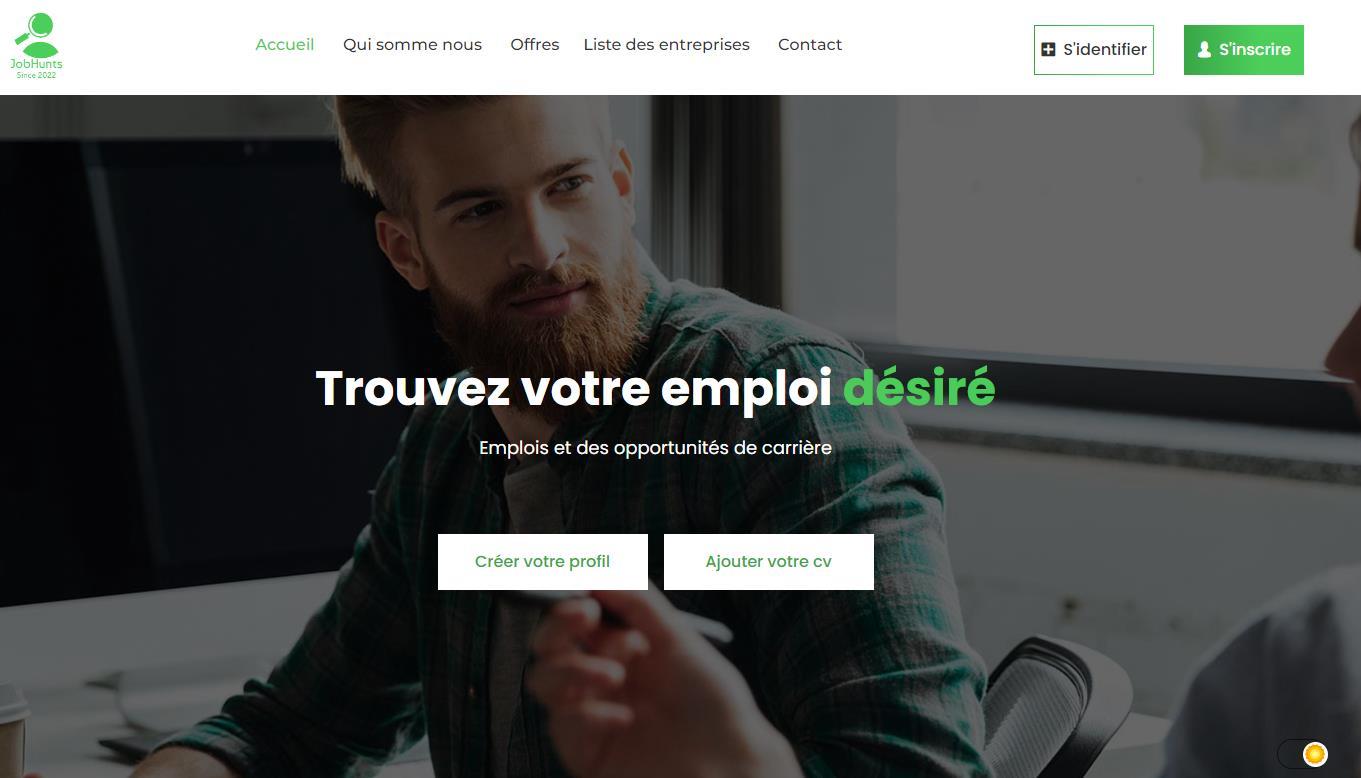 JobHunts
Since 2022
Accueil
Qui somme nous
Offres
Liste des entreprises
Contact
S'identifier
S'inscrire
Trouvez votre emploi désiré
Emplois et des opportunités de carrière
Créer votre profil
Ajouter votre cv